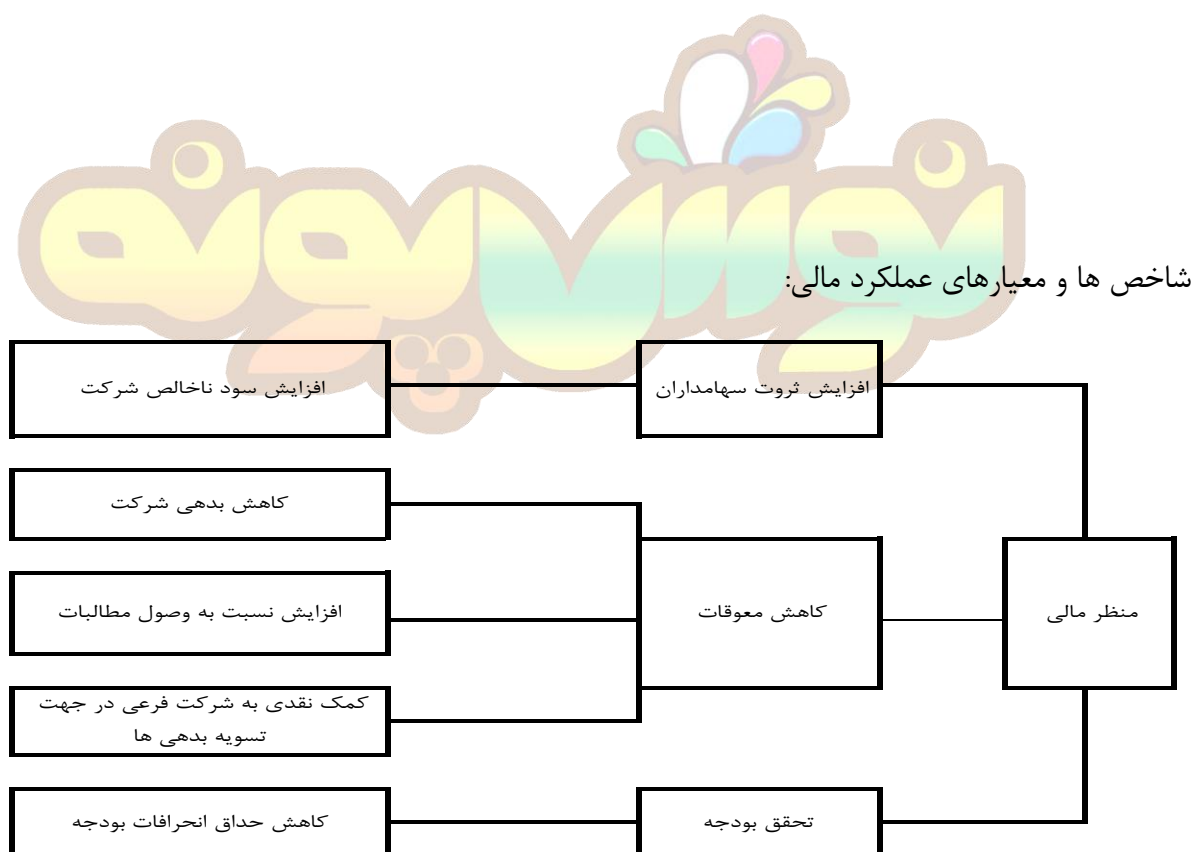 نوین پونه
شاخص ها و معیارهای عملکرد مالی:
منظر مالی
افزایش ثروت سهامداران
افزایش سود ناخالص شرکت
کاهش معوقات
کاهش بدهی شرکت
افزایش نسبت به وصول مطالبات
کمک نقدی به شرکت فرعی در جهت
تسویه بدهی ها
تحقق بودجه
کاهش حداق انحرافات بودجه